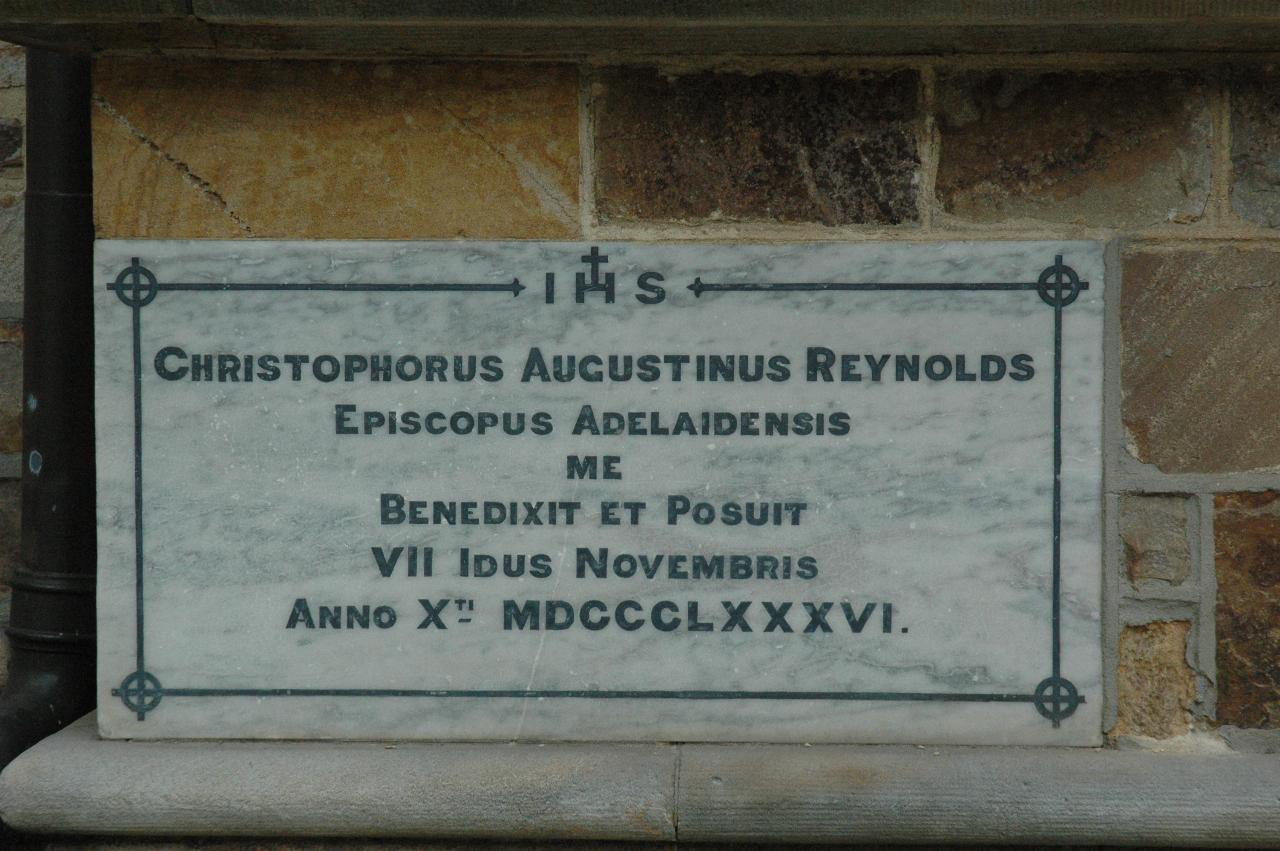 IHS
CHRISTOPHORUS AUGUSTINUS REYNOLDS
EPISCOPUS ADELAIDENSIS
ME
BENEDIXIT ET POSUIT
VII IDUS NOVEMBRIS
ANNO XTI MDCCCLXXXVI.